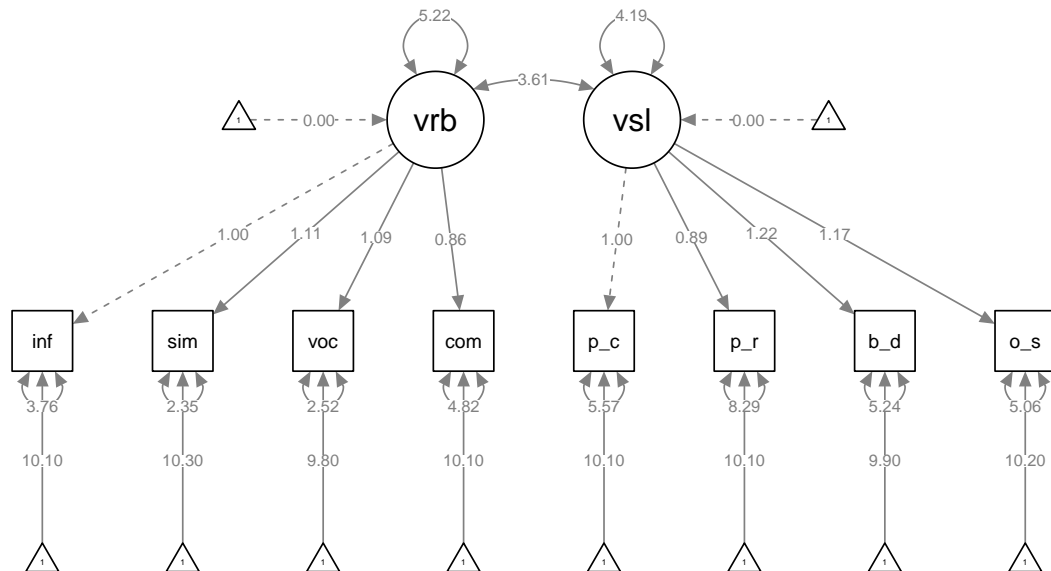 5.22 4.19
3.61
1 0.00 vrb vsl 0.00 1
1.00 1.11 1.09 0.86 1.00 0.89 1.22 1.17
inf sim voc com p_c p_r b_d o_s
3.76 2.35 2.52 4.82 5.57 8.29 5.24 5.06
10.10 10.30 9.80 10.10 10.10 10.10 9.90 10.20
1 1 1 1 1 1 1 1